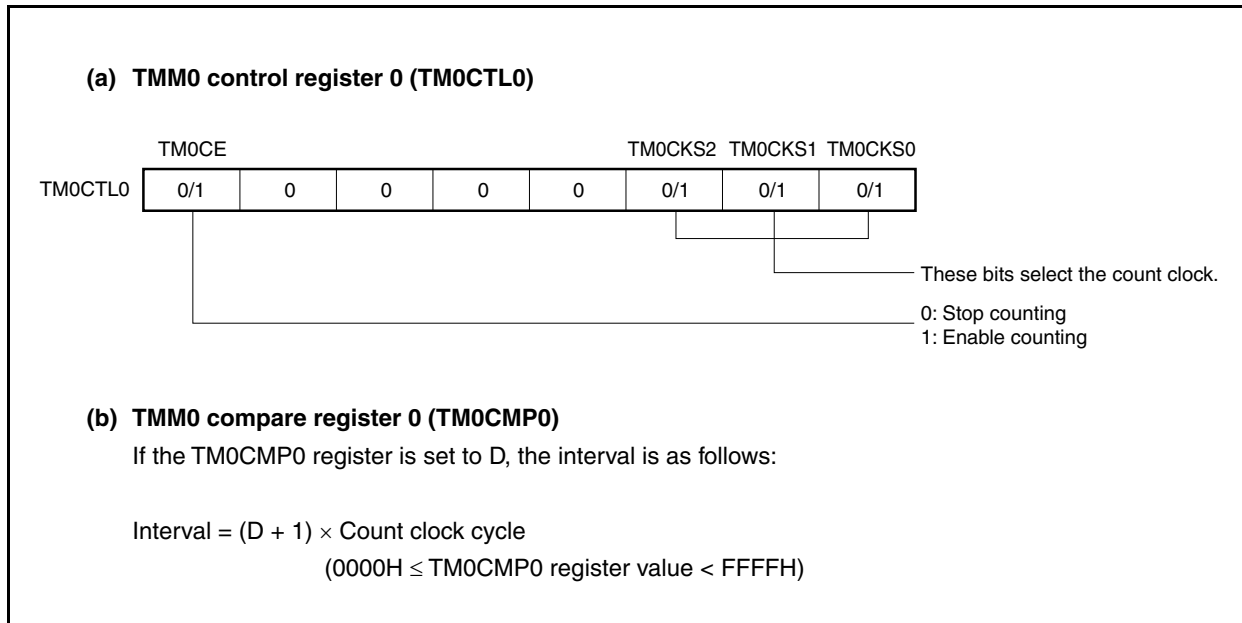 (a) TMM0 control register 0 (TM0CTL0)
TM0CE TM0CKS2 TM0CKS1 TM0CKS0
TM0CTL0 0/1 0 0 0 0 0/1 0/1 0/1
These bits select the count clock.
0: Stop counting
1: Enable counting
(b) TMM0 compare register 0 (TM0CMP0)
If the TM0CMP0 register is set to D, the interval is as follows:
Interval = (D + 1) × Count clock cycle
(0000H ≤ TM0CMP0 register value < FFFFH)